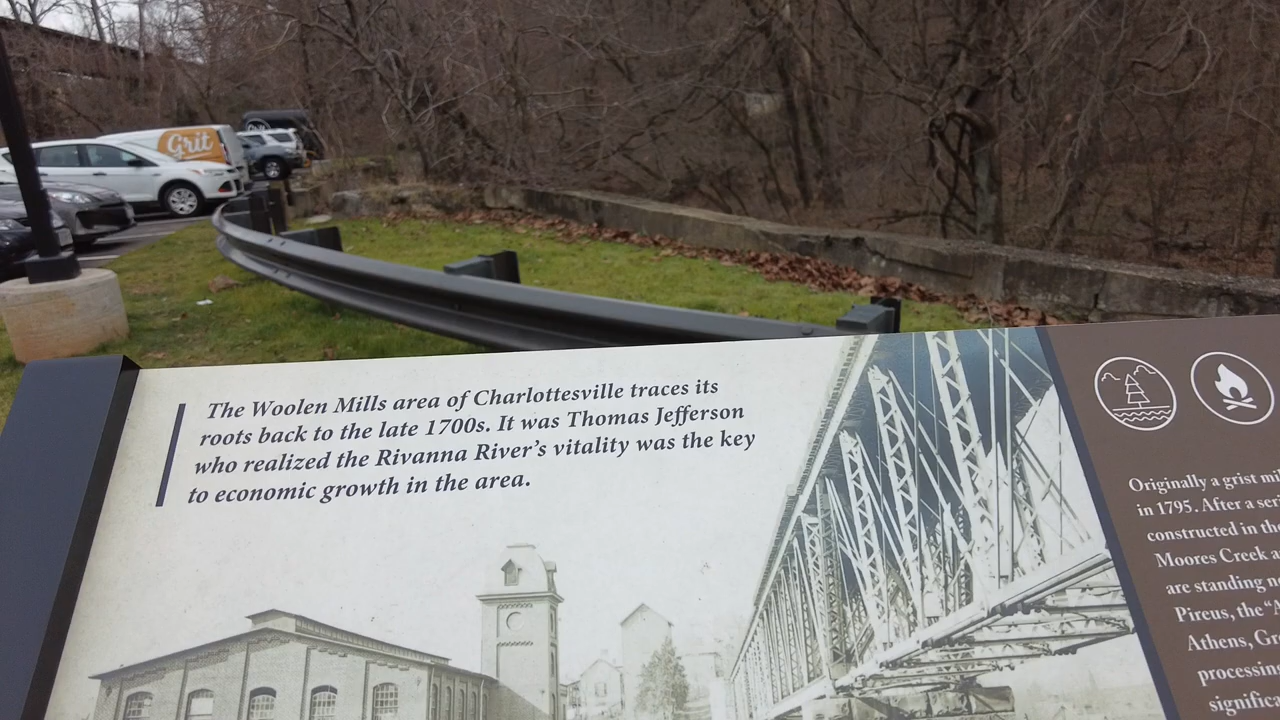 Grit
The Woolen Mills area of Charlottesville traces its
roots back to the late 1700s. It was Thomas Jefferson
who realized the Rivanna River's vitality was the key
to economic growth in the area.
Originally a grist mil
in 1795. After a seri
constructed in the
Moores Creek a
are standing n
Pireus, the "A
Athens, Gr
processin
significa